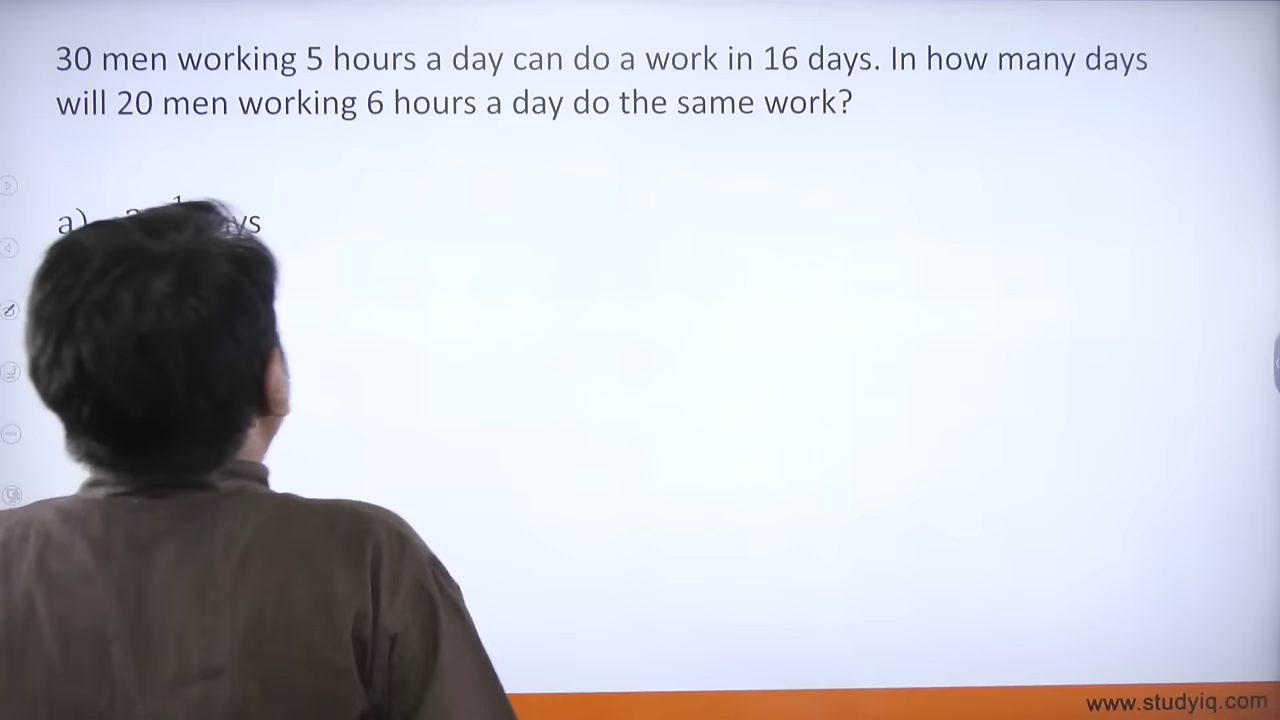 30 men working 5 hours a day can do a work in 16 days. In how many days
will 20 men working 6 hours a day do the same work?
a)
www.studyiq.com